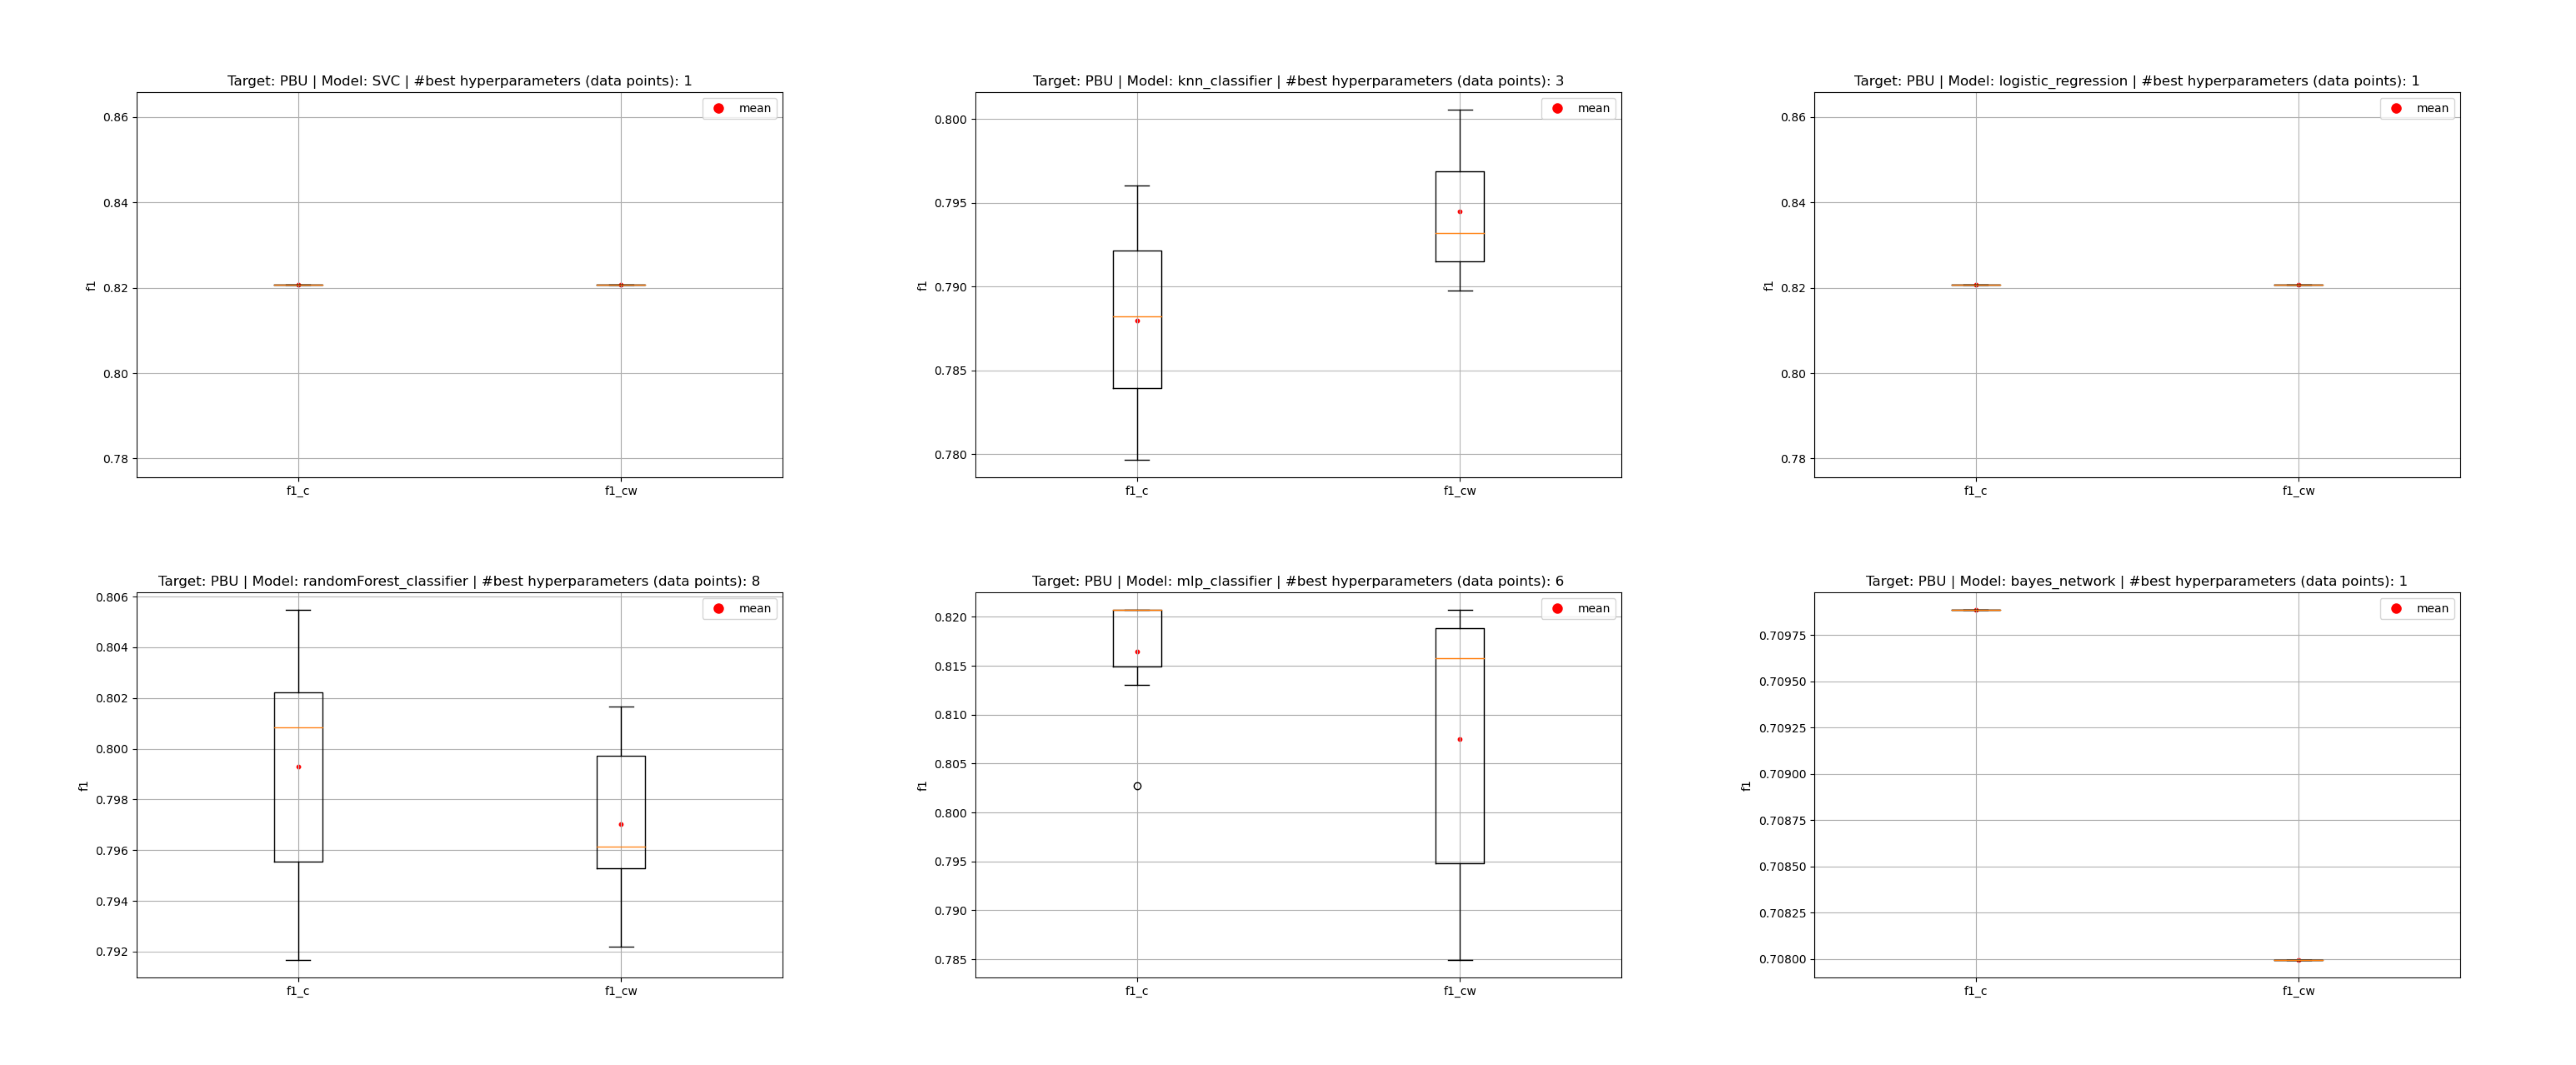 Target: PBU | Model: SVC | #best hyperparameters (data points): 1
mean
0.86
0.84
0.82
0.80
0.78
f1
f1_c
f1_cw
Target: PBU | Model: knn_classifier | #best hyperparameters (data points): 3
mean
0.800
0.795
0.790
0.785
0.780
f1
f1_c
f1_cw
Target: PBU | Model: logistic_regression | #best hyperparameters (data points): 1
mean
0.86
0.84
0.82
0.80
0.78
f1
f1_c
f1_cw
Target: PBU | Model: randomForest_classifier | #best hyperparameters (data points): 8
mean
0.806
0.804
0.802
0.800
0.798
0.796
0.794
0.792
f1
f1_c
f1_cw
Target: PBU | Model: mlp_classifier | #best hyperparameters (data points): 6
mean
0.820
0.815
0.810
0.805
0.800
0.795
0.790
0.785
f1
f1_c
f1_cw
Target: PBU | Model: bayes_network | #best hyperparameters (data points): 1
mean
0.70975
0.70950
0.70925
0.70900
0.70875
0.70850
0.70825
0.70800
f1
f1_c
f1_cw